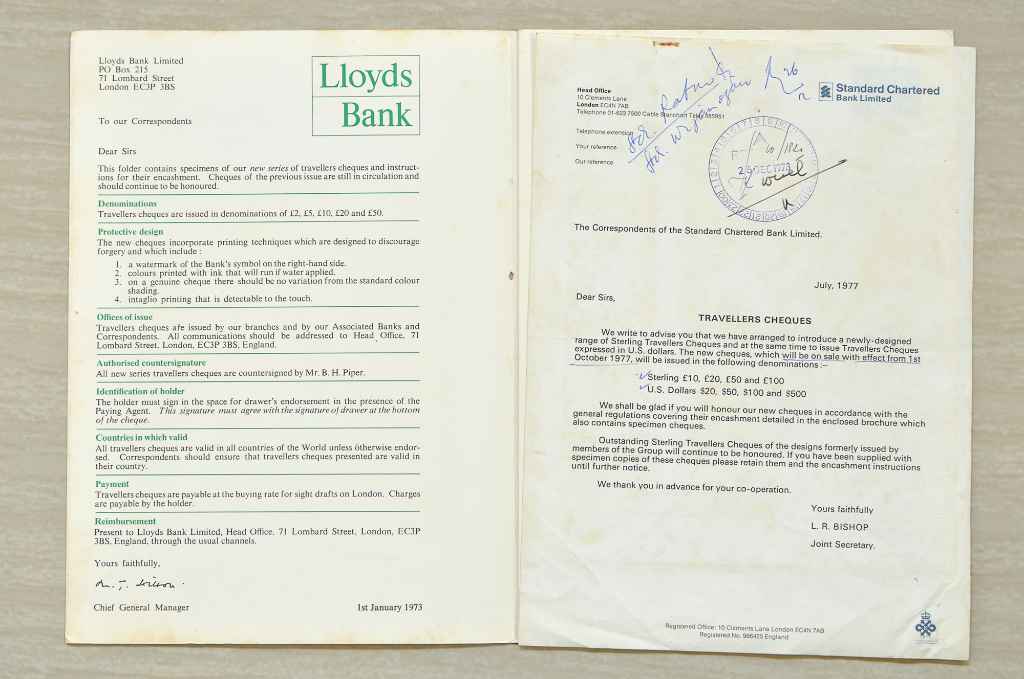 Lloyds Bank Limited
PO Box 215
71 Lombard Street
London EC3P 3BS
Lloyds
Bank
To our Correspondents
Dear Sirs
This folder contains specimens of our new series of travellers cheques and instruct-
ions for their encashment. Cheques of the previous issue are still in circulation and
should continue to be honoured.
Denominations
Travellers cheques are issued in denominations of £2, £5, £10, £20 and £50.
Protective design
The new cheques incorporate printing techniques which are designed to discourage
forgery and which include :
1. a watermark of the Bank's symbol on the right-hand side.
2. colours printed with ink that will run if water applied.
3. on a genuine cheque there should be no variation from the standard colour
shading.
4. intaglio printing that is detectable to the touch.
Offices of issue
Travellers cheques are issued by our branches and by our Associated Banks and
Correspondents. All communications should be addressed to Head Office, 71
Lombard Street, London, EC3P 3BS, England.
Authorised countersignature
All new series travellers cheques are countersigned by Mr. B. H. Piper.
Identification of holder
The holder must sign in the space for drawer's endorsement in the presence of the
Paying Agent. This signature must agree with the signature of drawer at the bottom
of the cheque.
Countries in which valid
All travellers cheques are valid in all countries of the World unless otherwise endor-
sed. Correspondents should ensure that travellers cheques presented are valid in
their country.
Payment
Travellers cheques are payable at the buying rate for sight drafts on London. Charges
are payable by the holder.
Reimbursement
Present to Lloyds Bank Limited, Head Office, 71 Lombard Street, London, EC3P
3BS, England, through the usual channels.
Yours faithfully,
Chief General Manager
1st January 1973
Head Office
10 Clements Lane
London EC4N 7AB
Telephone 01-623 7500 Cable Stanchart Telex
Telephone extension
Your reference
Our reference
Standard Chartered
Bank Limited
DEC
The Correspondents of the Standard Chartered Bank Limited.
July, 1977
Dear Sirs,
TRAVELLERS CHEQUES
We write to advise you that we have arranged to introduce a newly-designed
range of Sterling Travellers Cheques and at the same time to issue Travellers Cheques
expressed in U.S. dollars. The new cheques, which will be on sale with effect from 1st
October 1977, will be issued in the following denominations :-
Sterling £10, £20, £50 and £100
U.S. Dollars $20, $50, $100 and $500
We shall be glad if you will honour our new cheques in accordance with the
general regulations covering their encashment detailed in the enclosed brochure which
also contains specimen cheques.
Outstanding Sterling Travellers Cheques of the designs formerly issued by
members of the Group will continue to be honoured. If you have been supplied with
specimen copies of these cheques please retain them and the encashment instructions
until further notice.
We thank you in advance for your co-operation.
Yours faithfully
L. R. BISHOP
Joint Secretary.
Registered Office: 10 Clements Lane London EC4N 7AB
Registered No. 966425 England